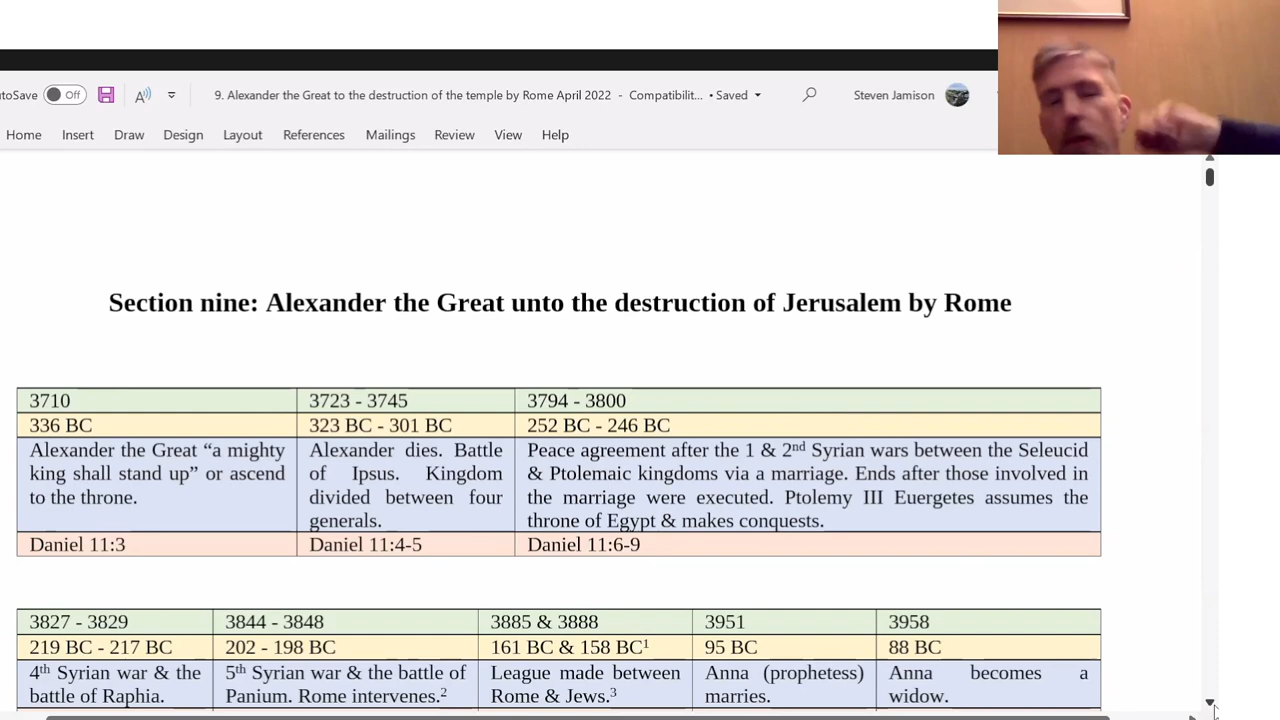 toSave Off 9. Alexander the Great to the destruction of the temple by Rome April 2022 - Compatibilit... • Saved Steven Jamison
Home Insert Draw Design Layout References Mailings Review View Help
Section nine: Alexander the Great unto the destruction of Jerusalem by Rome
3710 3723 - 3745 3794 - 3800
336 BC 323 BC - 301 BC 252 BC - 246 BC
Alexander the Great “a mighty
king shall stand up” or ascend
to the throne.
Alexander dies. Battle
of Ipsus. Kingdom
divided between four
generals.
Peace agreement after the 1 & 2nd Syrian wars between the Seleucid
& Ptolemaic kingdoms via a marriage. Ends after those involved in
the marriage were executed. Ptolemy III Euergetes assumes the
throne of Egypt & makes conquests.
Daniel 11:3 Daniel 11:4-5 Daniel 11:6-9
3827 - 3829 3844 - 3848 3885 & 3888 3951 3958
219 BC - 217 BC 202 - 198 BC 161 BC & 158 BC1 95 BC 88 BC
4th Syrian war & the
battle of Raphia.
5th Syrian war & the battle of
Panium. Rome intervenes.2
League made between
Rome & Jews.3
Anna (prophetess)
marries.
Anna becomes a
widow.